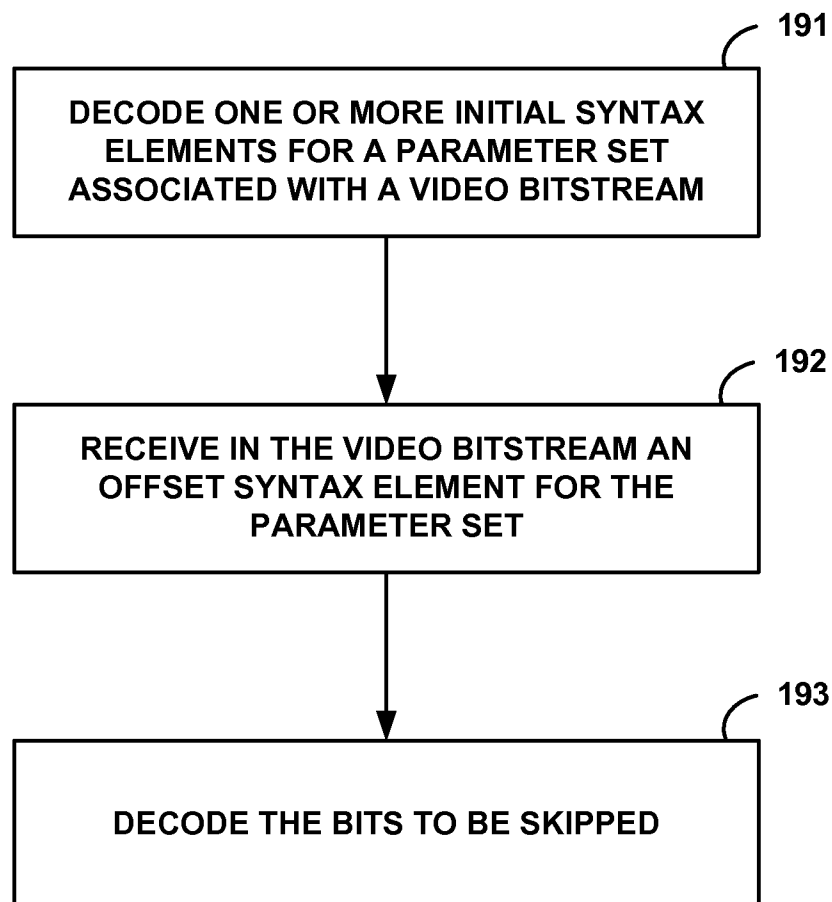 191
DECODE ONE OR MORE INITIAL SYNTAX
ELEMENTS FOR A PARAMETER SET
ASSOCIATED WITH A VIDEO BITSTREAM
192
RECEIVE IN THE VIDEO BITSTREAM AN
OFFSET SYNTAX ELEMENT FOR THE
PARAMETER SET
193
DECODE THE BITS TO BE SKIPPED